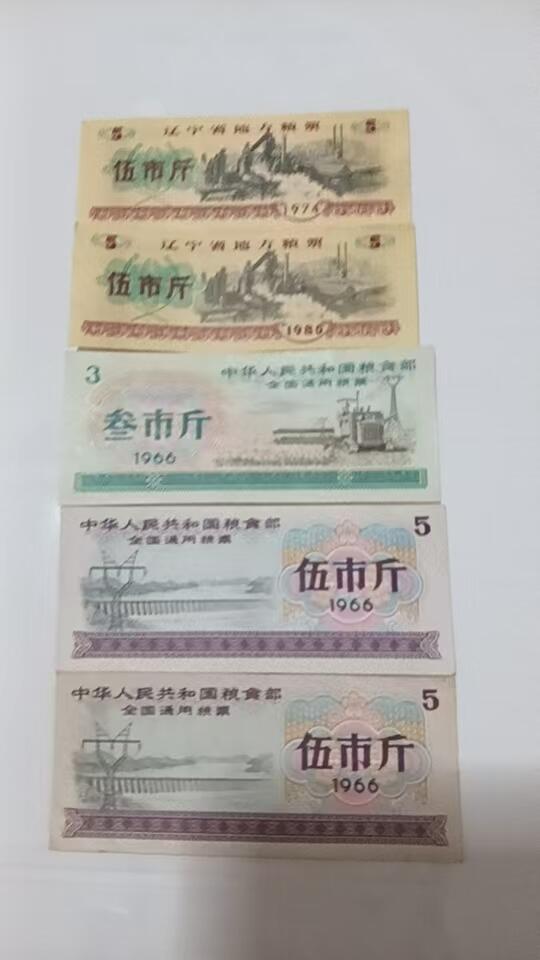 5 辽宁省地方粮票 5
伍市斤
1974
5 辽宁省地方粮票 5
伍市斤
1980
3 中华人民共和国粮食部
全国通用粮票
叁市斤
1966
中华人民共和国粮食部 5
全国通用粮票
伍市斤
1966
中华人民共和国粮食部 5
全国通用粮票
伍市斤
1966